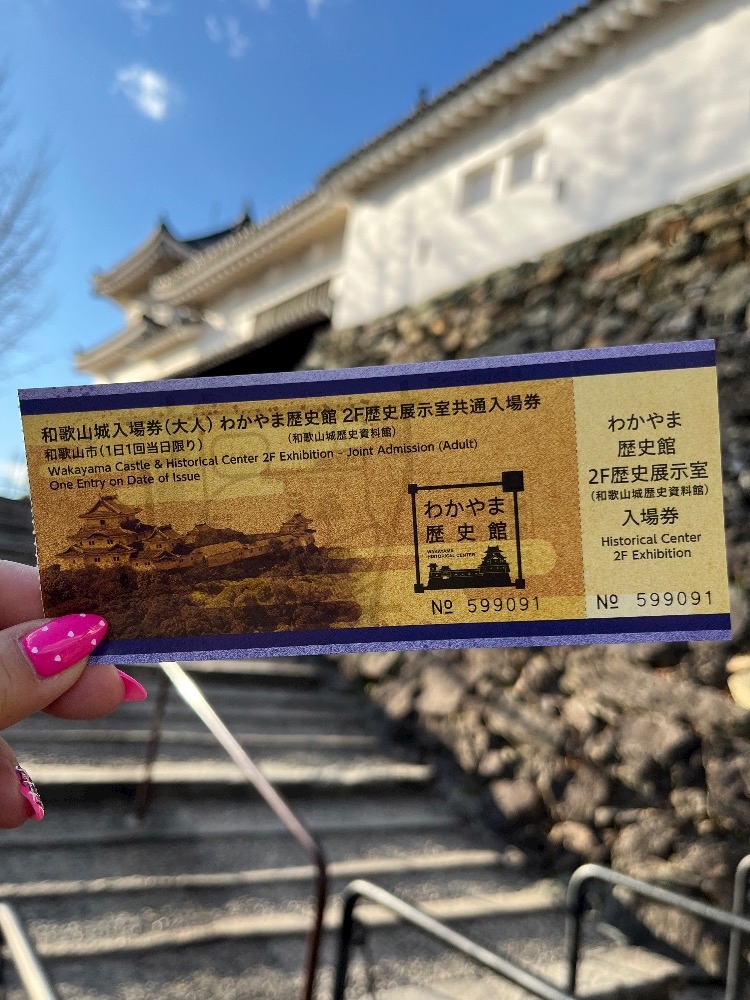 和歌山城入場券(大人) わかやま歴史館 2F歴史展示室共通入場券
和歌山市(1日1回当日限り)
(和歌山城歴史資料館)
Wakayama Castle & Historical Center 2F Exhibition - Joint Admission (Adult)
One Entry on Date of Issue
わかやま
歴史館
WAKAYAMA
HISTORICAL CENTER
№ 599091
わかやま
歴史館
2F歴史展示室
(和歌山城歴史資料館)
入場券
Historical Center
2F Exhibition
№ 599091